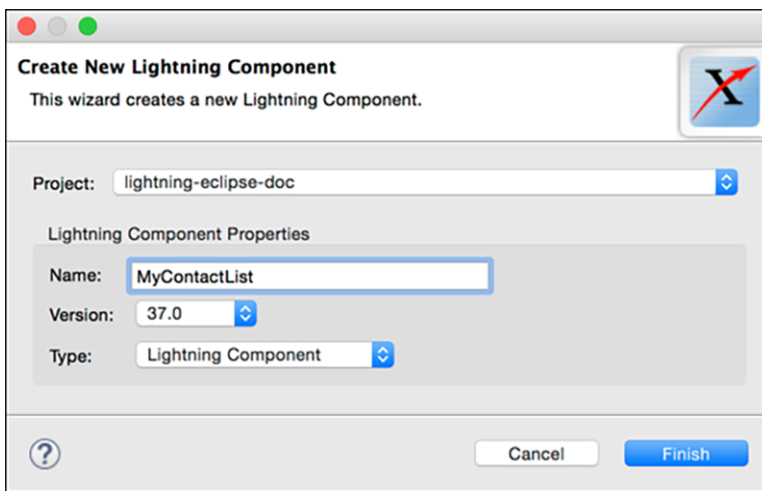 Create New Lightning Component
This wizard creates a new Lightning Component.
X
Project: lightning-eclipse-doc
Lightning Component Properties
Name: MyContactList
Version: 37.0
Type: Lightning Component
? Cancel Finish